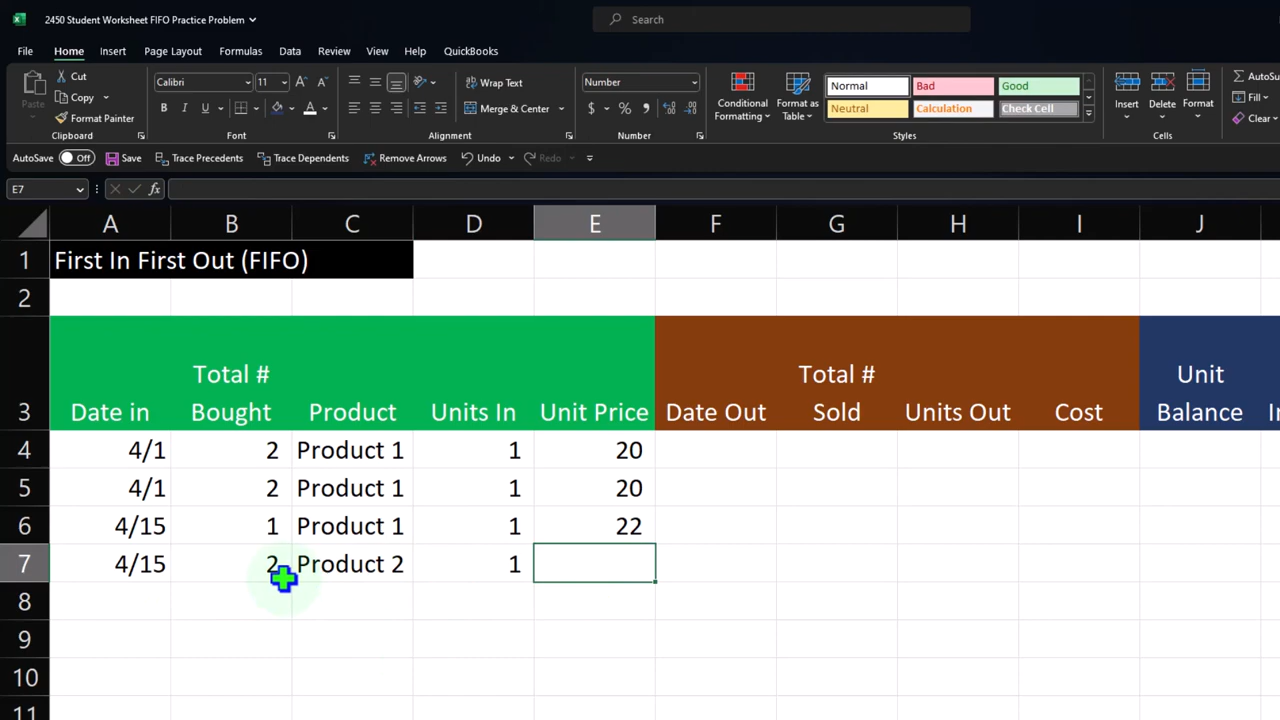 2450 Student Worksheet FIFO Practice Problem
Search
File Home Insert Page Layout Formulas Data Review View Help QuickBooks
Paste
Cut
Copy
Format Painter
Clipboard
Calibri 11
B I U
Font
Wrap Text
Merge & Center
Alignment
Number
$ % ,
Number
Conditional Formatting
Format as Table
Normal Bad Good
Neutral Calculation Check Cell
Styles
Insert Delete Format
Cells
AutoSu
Fill
Clear
AutoSave Off Save Trace Precedents Trace Dependents Remove Arrows Undo Redo
E7 fx
A B C D E F G H I J
1 First In First Out (FIFO)
2
3 Date in Total # Bought Product Units In Unit Price Date Out Total # Sold Units Out Cost Unit Balance
4 4/1 2 Product 1 1 20
5 4/1 2 Product 1 1 20
6 4/15 1 Product 1 1 22
7 4/15 2 Product 2 1
8
9
10
11